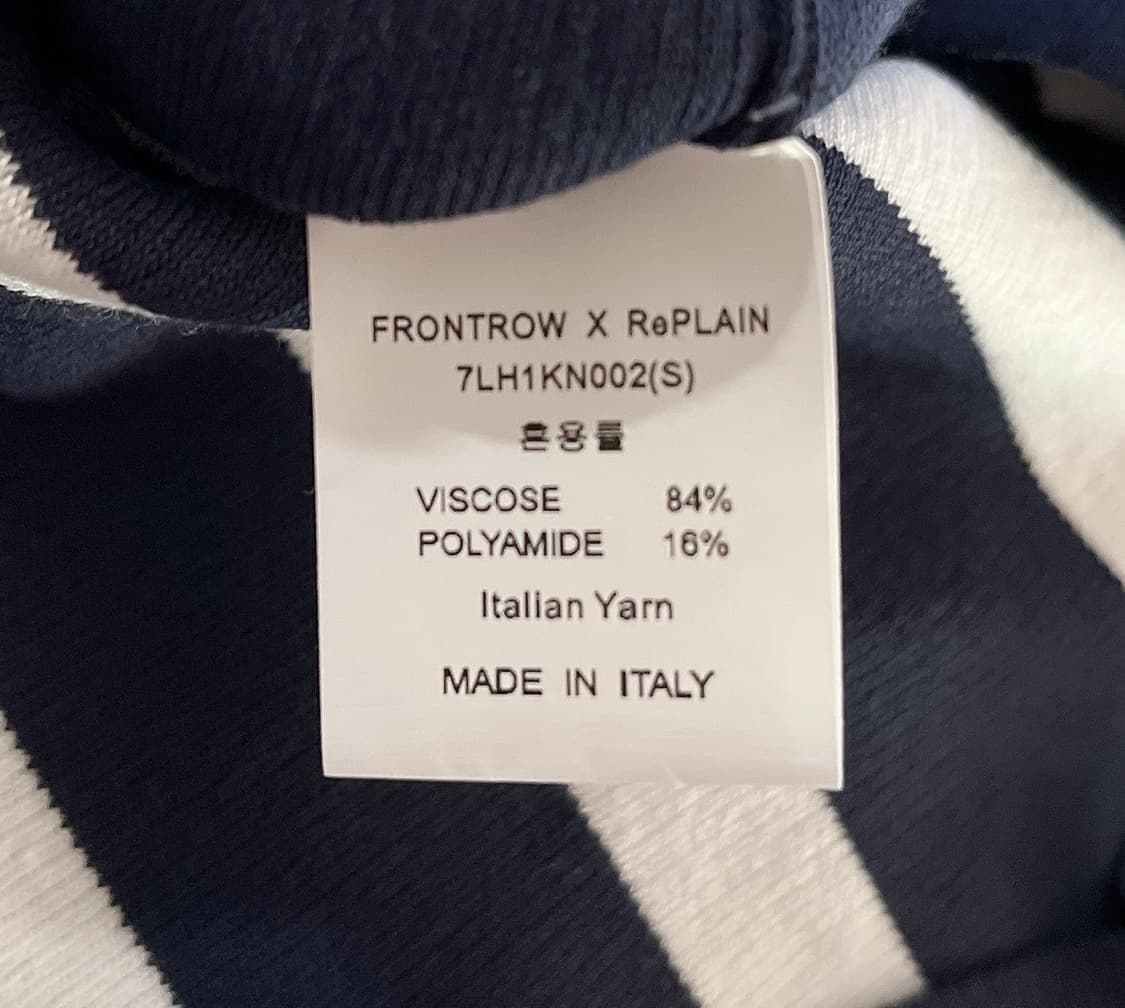 FRONTROW X RePLAIN
7LH1KN002(S)
혼용률
VISCOSE 84%
POLYAMIDE 16%
Italian Yarn
MADE IN ITALY